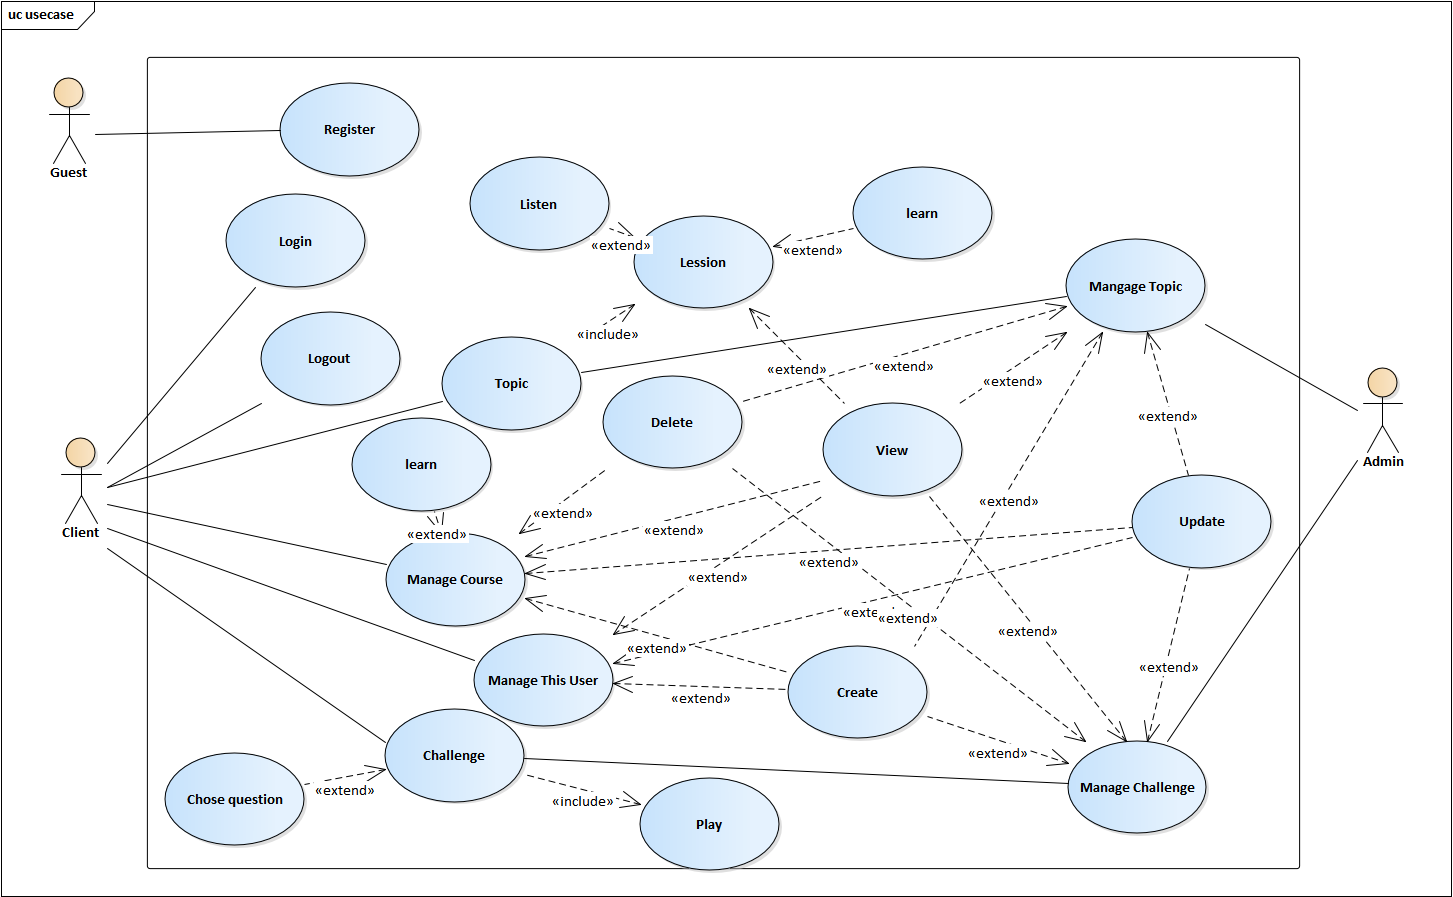 uc usecase
Guest
Register
Listen
learn
Login
«extend»
«extend»
Lession
Mangage Topic
«include»
Logout
Topic
«extend»
«extend»
«extend»
Admin
«extend»
Delete
View
learn
«extend»
«extend»
Update
«extend»
«extend»
Client
Manage Course
«extend»
«extend»
«exte
«extend»
«extend»
«extend»
«extend»
Manage This User
Create
«extend»
Challenge
«extend»
Manage Challenge
«extend»
Chose question
«include»
Play